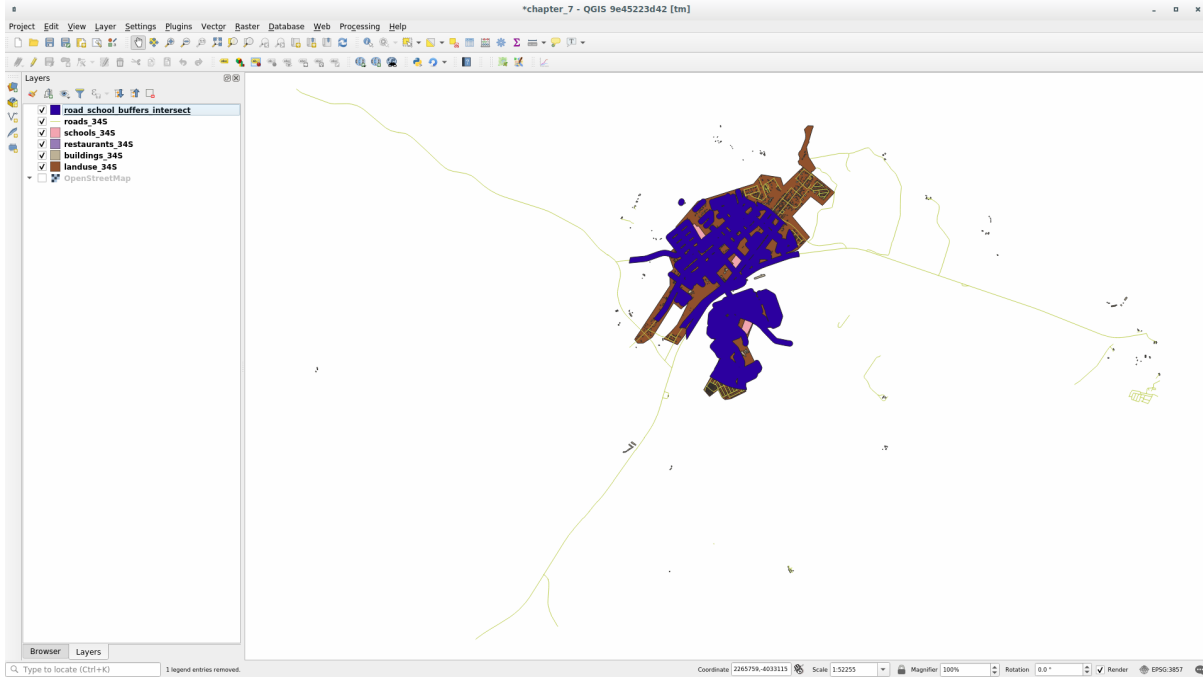 *chapter_7 - QGIS 9e45223d42 [tm]
Project Edit View Layer Settings Plugins Vector Raster Database Web Processing Help
Layers
road_school_buffers_intersect
roads_34S
schools_34S
restaurants_34S
buildings_34S
landuse_34S
OpenStreetMap
Browser Layers
Type to locate (Ctrl+K) 1 legend entries removed. Coordinate 2265759,-4033115 Scale 1:52255 Magnifier 100% Rotation 0.0 ° Render EPSG:3857